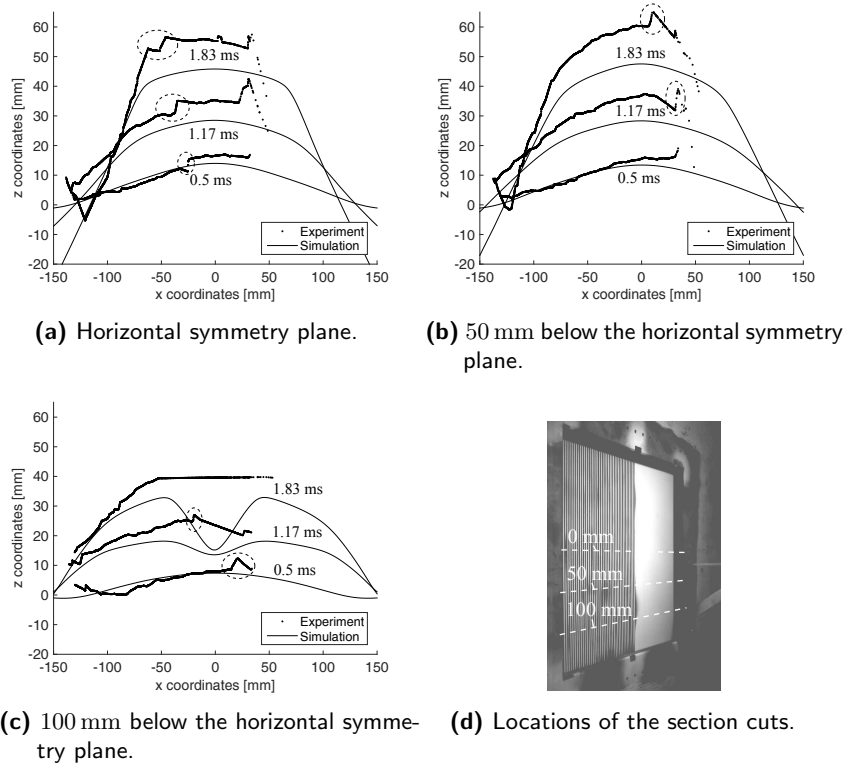 60
50
40
30
20
10
0
-10
-20
z coordinates [mm]
1.83 ms
1.17 ms
0.5 ms
Experiment
Simulation
-150 -100 -50 0 50 100 150
x coordinates [mm]
(a) Horizontal symmetry plane.
60
50
40
30
20
10
0
-10
-20
z coordinates [mm]
1.83 ms
1.17 ms
0.5 ms
Experiment
Simulation
-150 -100 -50 0 50 100 150
x coordinates [mm]
(b) 50 mm below the horizontal symmetry
plane.
60
50
40
30
20
10
0
-10
-20
z coordinates [mm]
1.83 ms
1.17 ms
0.5 ms
Experiment
Simulation
-150 -100 -50 0 50 100 150
x coordinates [mm]
(c) 100 mm below the horizontal symme-
try plane.
0 mm
50 mm
100 mm
(d) Locations of the section cuts.